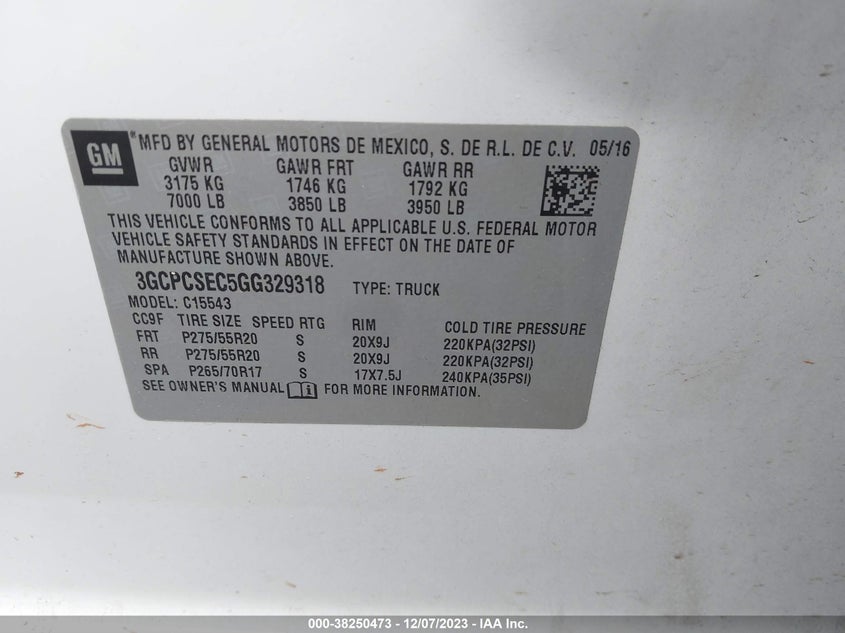 GM ® MFD BY GENERAL MOTORS DE MEXICO, S. DE R.L. DE C.V. 05/16
GVWR GAWR FRT GAWR RR
3175 KG 1746 KG 1792 KG
7000 LB 3850 LB 3950 LB
THIS VEHICLE CONFORMS TO ALL APPLICABLE U.S. FEDERAL MOTOR
VEHICLE SAFETY STANDARDS IN EFFECT ON THE DATE OF
MANUFACTURE SHOWN ABOVE.
3GCPCSEC5GG329318 TYPE: TRUCK
MODEL: C15543
CC9F TIRE SIZE SPEED RTG RIM COLD TIRE PRESSURE
FRT P275/55R20 S 20X9J 220KPA(32PSI)
RR P275/55R20 S 20X9J 220KPA(32PSI)
SPA P265/70R17 S 17X7.5J 240KPA(35PSI)
SEE OWNER'S MANUAL FOR MORE INFORMATION.
000-38250473 - 12/07/2023 - IAA Inc.